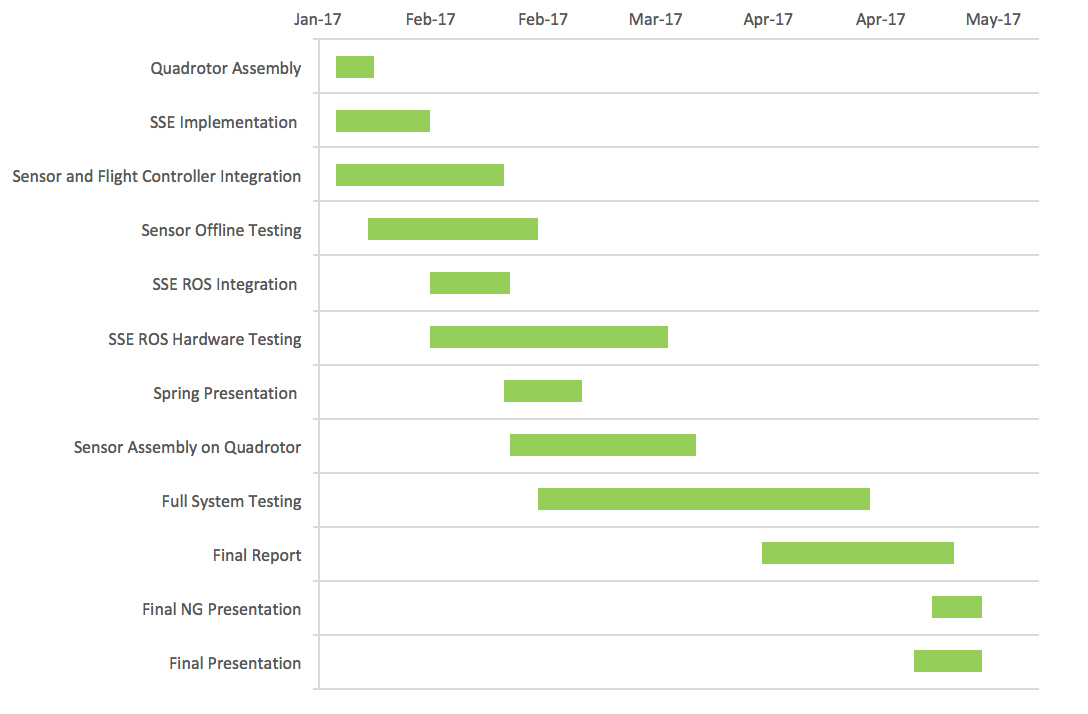 Jan-17 Feb-17 Feb-17 Mar-17 Apr-17 Apr-17 May-17
Quadrotor Assembly
SSE Implementation
Sensor and Flight Controller Integration
Sensor Offline Testing
SSE ROS Integration
SSE ROS Hardware Testing
Spring Presentation
Sensor Assembly on Quadrotor
Full System Testing
Final Report
Final NG Presentation
Final Presentation